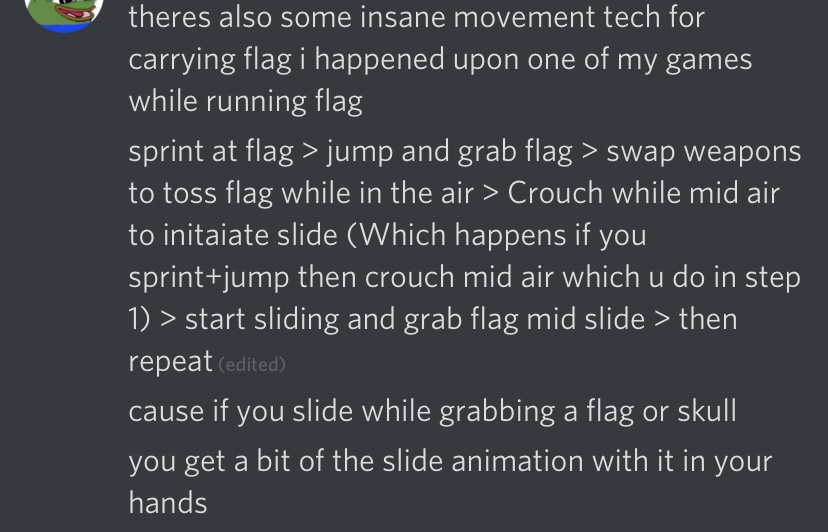 theres also some insane movement tech for
carrying flag i happened upon one of my games
while running flag
sprint at flag > jump and grab flag > swap weapons
to toss flag while in the air > Crouch while mid air
to initaiate slide (Which happens if you
sprint+jump then crouch mid air which u do in step
1) > start sliding and grab flag mid slide > then
repeat (edited)
cause if you slide while grabbing a flag or skull
you get a bit of the slide animation with it in your
hands